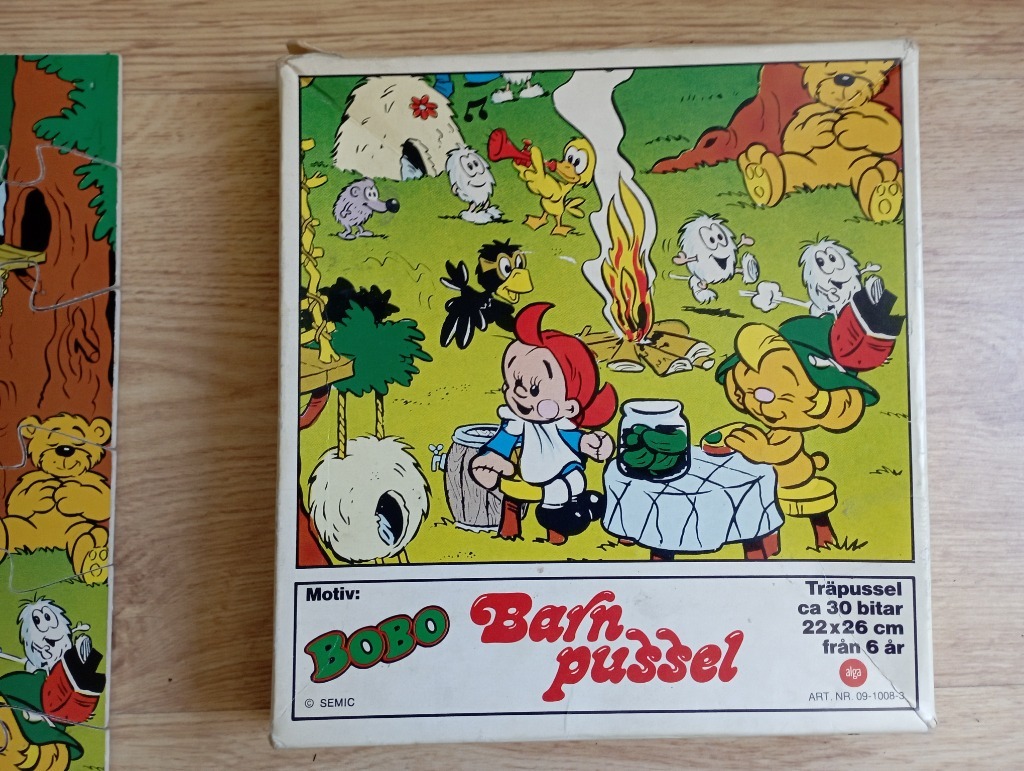 Motiv:
BOBO
Barn
pussel
Träpussel
ca 30 bitar
22x26 cm
från 6 år
alga
© SEMIC
ART. NR. 09-1008-3